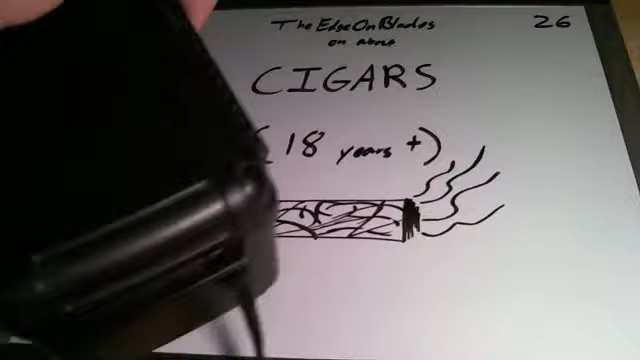 The EdgeOnBlades 26
on about
CIGARS
(18 years +)